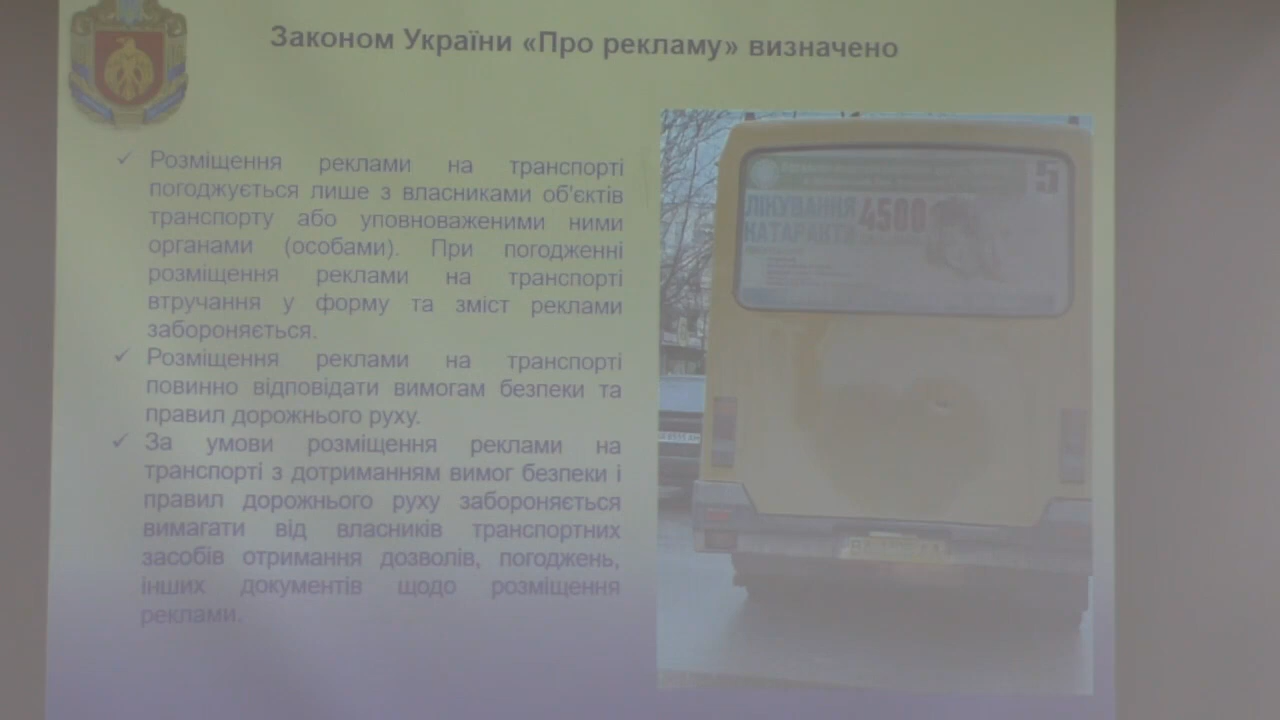 Законом України «Про рекламу» визначено
✓ Розміщення реклами на транспорті
погоджується лише з власниками об'єктів
транспорту або уповноваженими ними
органами (особами). При погодженні
розміщення реклами на транспорті
втручання у форму та зміст реклами
забороняється.
✓ Розміщення реклами на транспорті
повинно відповідати вимогам безпеки та
правил дорожнього руху.
✓ За умови розміщення реклами на
транспорті з дотриманням вимог безпеки і
правил дорожнього руху забороняється
вимагати від власників транспортних
засобів отримання дозволів, погоджень,
інших документів щодо розміщення
реклами.
5
ЛІКУВАННЯ 4500
КАТАРАКТИ